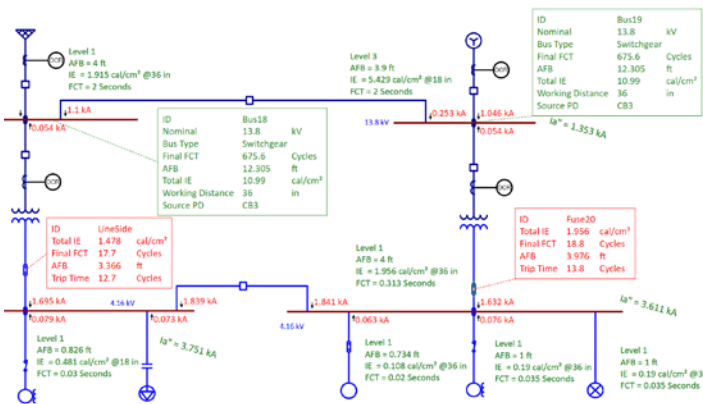 Level 1
AFB = 4 ft
IE = 1.915 cal/cm² @36 in
FCT = 2 Seconds
Level 3
AFB = 3.9 ft
IE = 5.429 cal/cm² @18 in
FCT = 2 Seconds
ID Bus19
Nominal 13.8 kV
Bus Type Switchgear
Final FCT 675.6 Cycles
AFB 12.305 ft
Total IE 10.99 cal/cm²
Working Distance 36 in
Source PD CB3
1.1 kA
0.054 kA
ID Bus18
Nominal 13.8 kV
Bus Type Switchgear
Final FCT 675.6 Cycles
AFB 12.305 ft
Total IE 10.99 cal/cm²
Working Distance 36 in
Source PD CB3
13.8 kV
0.253 kA
1.046 kA
0.054 kA
Ia" = 1.353 kA
ID LineSide
Total IE 1.478 cal/cm²
Final FCT 17.7 Cycles
AFB 3.366 ft
Trip Time 12.7 Cycles
ID Fuse20
Total IE 1.956 cal/cm²
Final FCT 18.8 Cycles
AFB 3.976 ft
Trip Time 13.8 Cycles
Level 1
AFB = 4 ft
IE = 1.956 cal/cm² @36 in
FCT = 0.313 Seconds
1.695 kA
0.079 kA
4.16 kV
1.839 kA
0.073 kA
Ia" = 3.751 kA
1.841 kA
4.16 kV
0.063 kA
1.632 kA
0.076 kA
Ia" = 3.611 kA
Level 1
AFB = 0.826 ft
IE = 0.481 cal/cm² @18 in
FCT = 0.03 Seconds
Level 1
AFB = 0.734 ft
IE = 0.108 cal/cm² @36 in
FCT = 0.02 Seconds
Level 1
AFB = 1 ft
IE = 0.19 cal/cm² @36 in
FCT = 0.035 Seconds
Level 1
AFB = 1 ft
IE = 0.19 cal/cm² @3
FCT = 0.035 Seconds